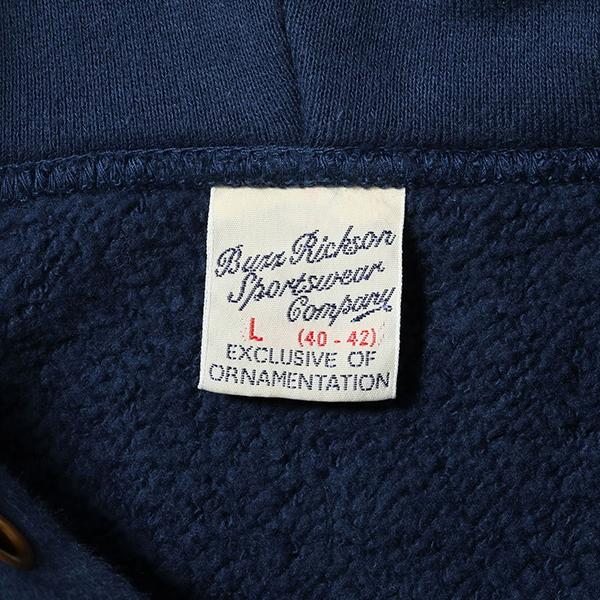 Buzz Rickson
Sportswear
Company
L (40 - 42)
EXCLUSIVE OF
ORNAMENTATION